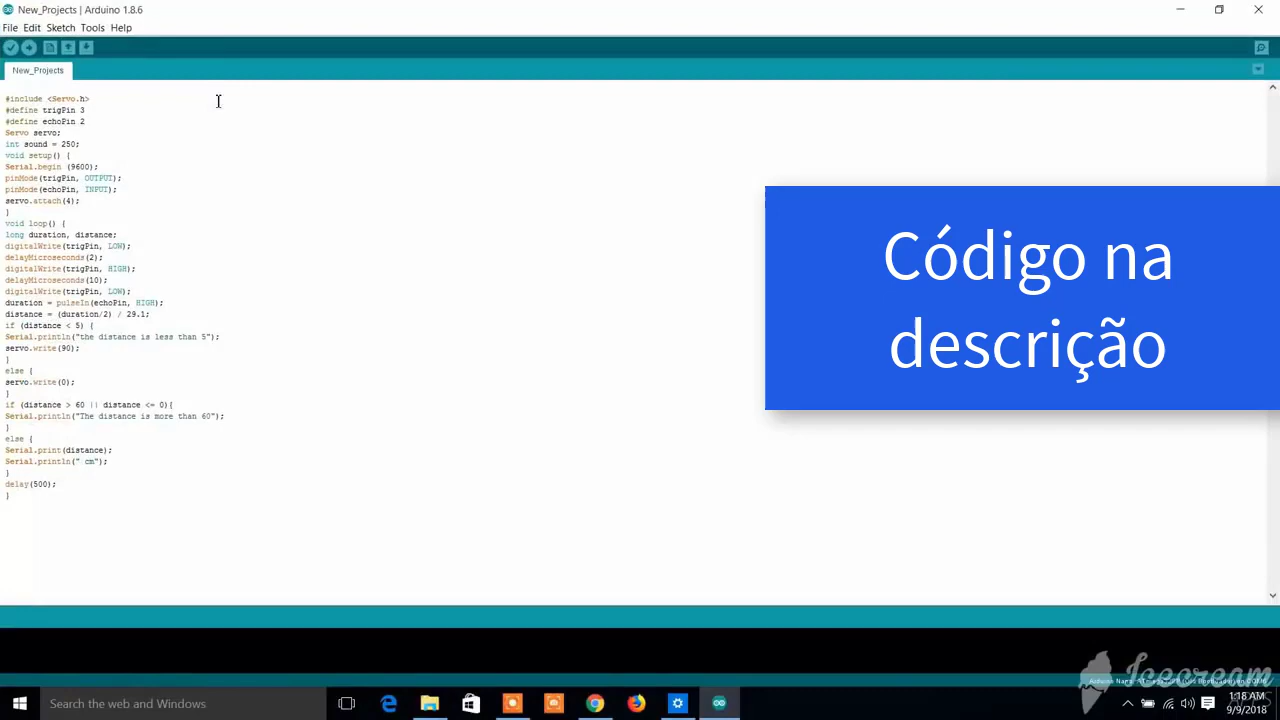 New_Projects | Arduino 1.8.6
File Edit Sketch Tools Help
New_Projects
#include <Servo.h>
#define trigPin 3
#define echoPin 2
Servo servo;
int sound = 250;
void setup() {
Serial.begin (9600);
pinMode(trigPin, OUTPUT);
pinMode(echoPin, INPUT);
servo.attach(4);
}
void loop() {
long duration, distance;
digitalWrite(trigPin, LOW);
delayMicroseconds(2);
digitalWrite(trigPin, HIGH);
delayMicroseconds(10);
digitalWrite(trigPin, LOW);
duration = pulseIn(echoPin, HIGH);
distance = (duration/2) / 29.1;
if (distance < 5) {
Serial.println("the distance is less than 5");
servo.write(90);
}
else {
servo.write(0);
}
if (distance > 60 || distance <= 0){
Serial.println("The distance is more than 60");
}
else {
Serial.print(distance);
Serial.println(" cm");
}
delay(500);
}
Código na
descrição
Icecream
Arduino Nano,
Search the web and Windows
1:18 AM
9/9/2018